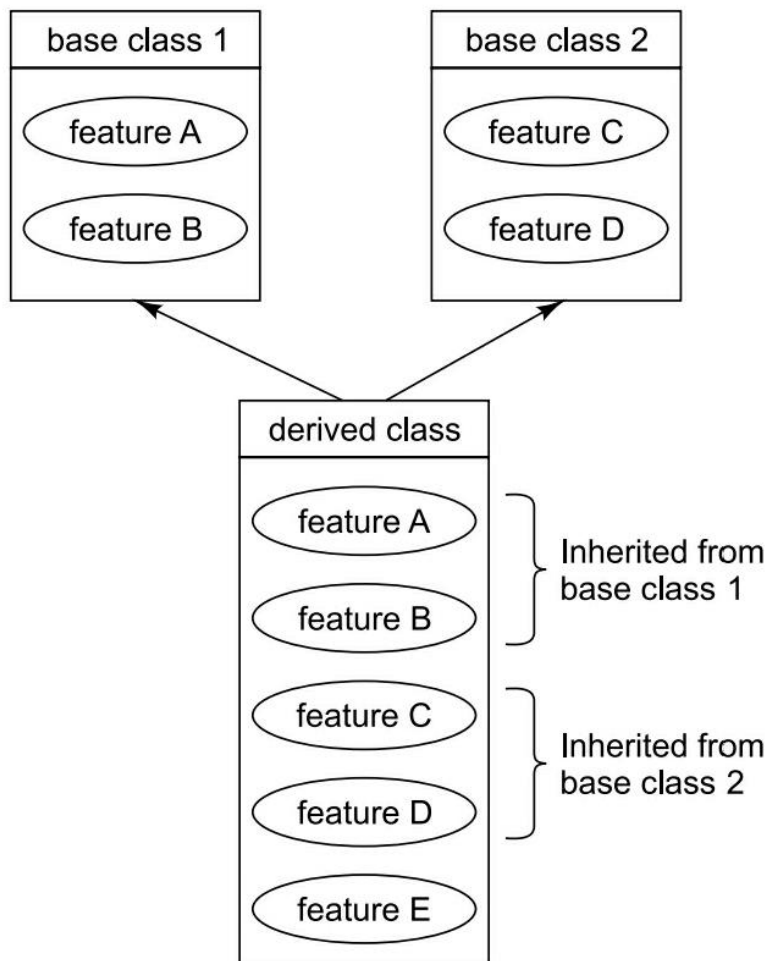 base class 1
feature A
feature B
base class 2
feature C
feature D
derived class
feature A
feature B
Inherited from
base class 1
feature C
feature D
Inherited from
base class 2
feature E